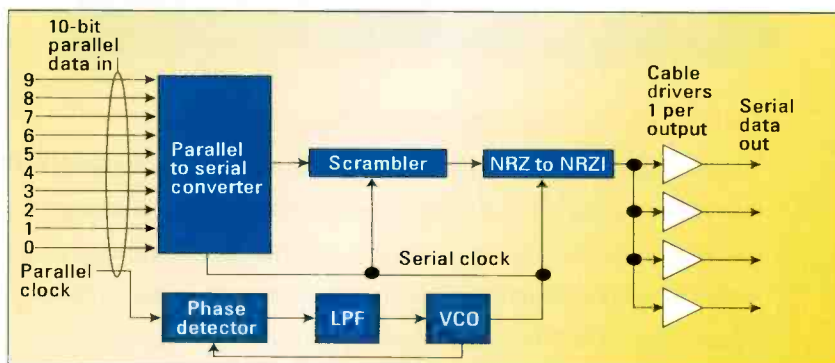 10-bit
parallel
data in
9
8
7
6
5
4
3
2
1
0
Parallel
clock
Parallel
to serial
converter
Scrambler
NRZ to NRZI
Serial clock
Phase
detector
LPF
VCO
Cable
drivers
1 per
output
Serial
data
out